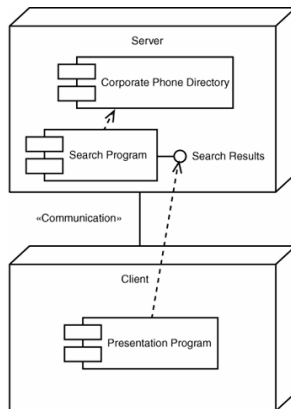 Server
Corporate Phone Directory
Search Program
Search Results
«Communication»
Client
Presentation Program